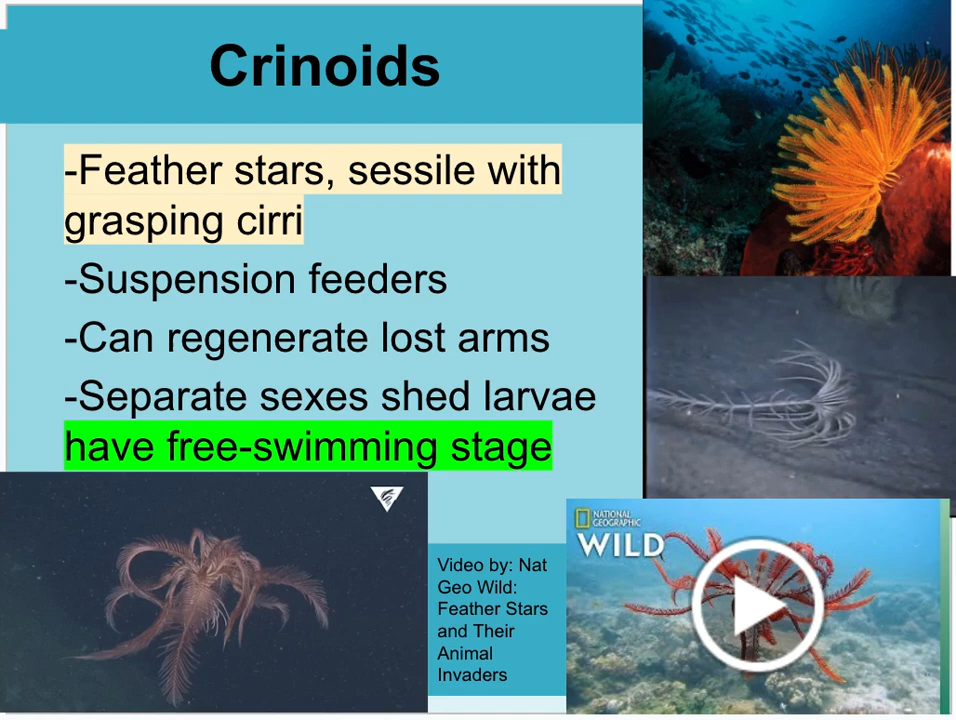 Crinoids
-Feather stars, sessile with
grasping cirri
-Suspension feeders
-Can regenerate lost arms
-Separate sexes shed larvae
have free-swimming stage
Video by: Nat
Geo Wild:
Feather Stars
and Their
Animal
Invaders
NATIONAL
GEOGRAPHIC
WILD